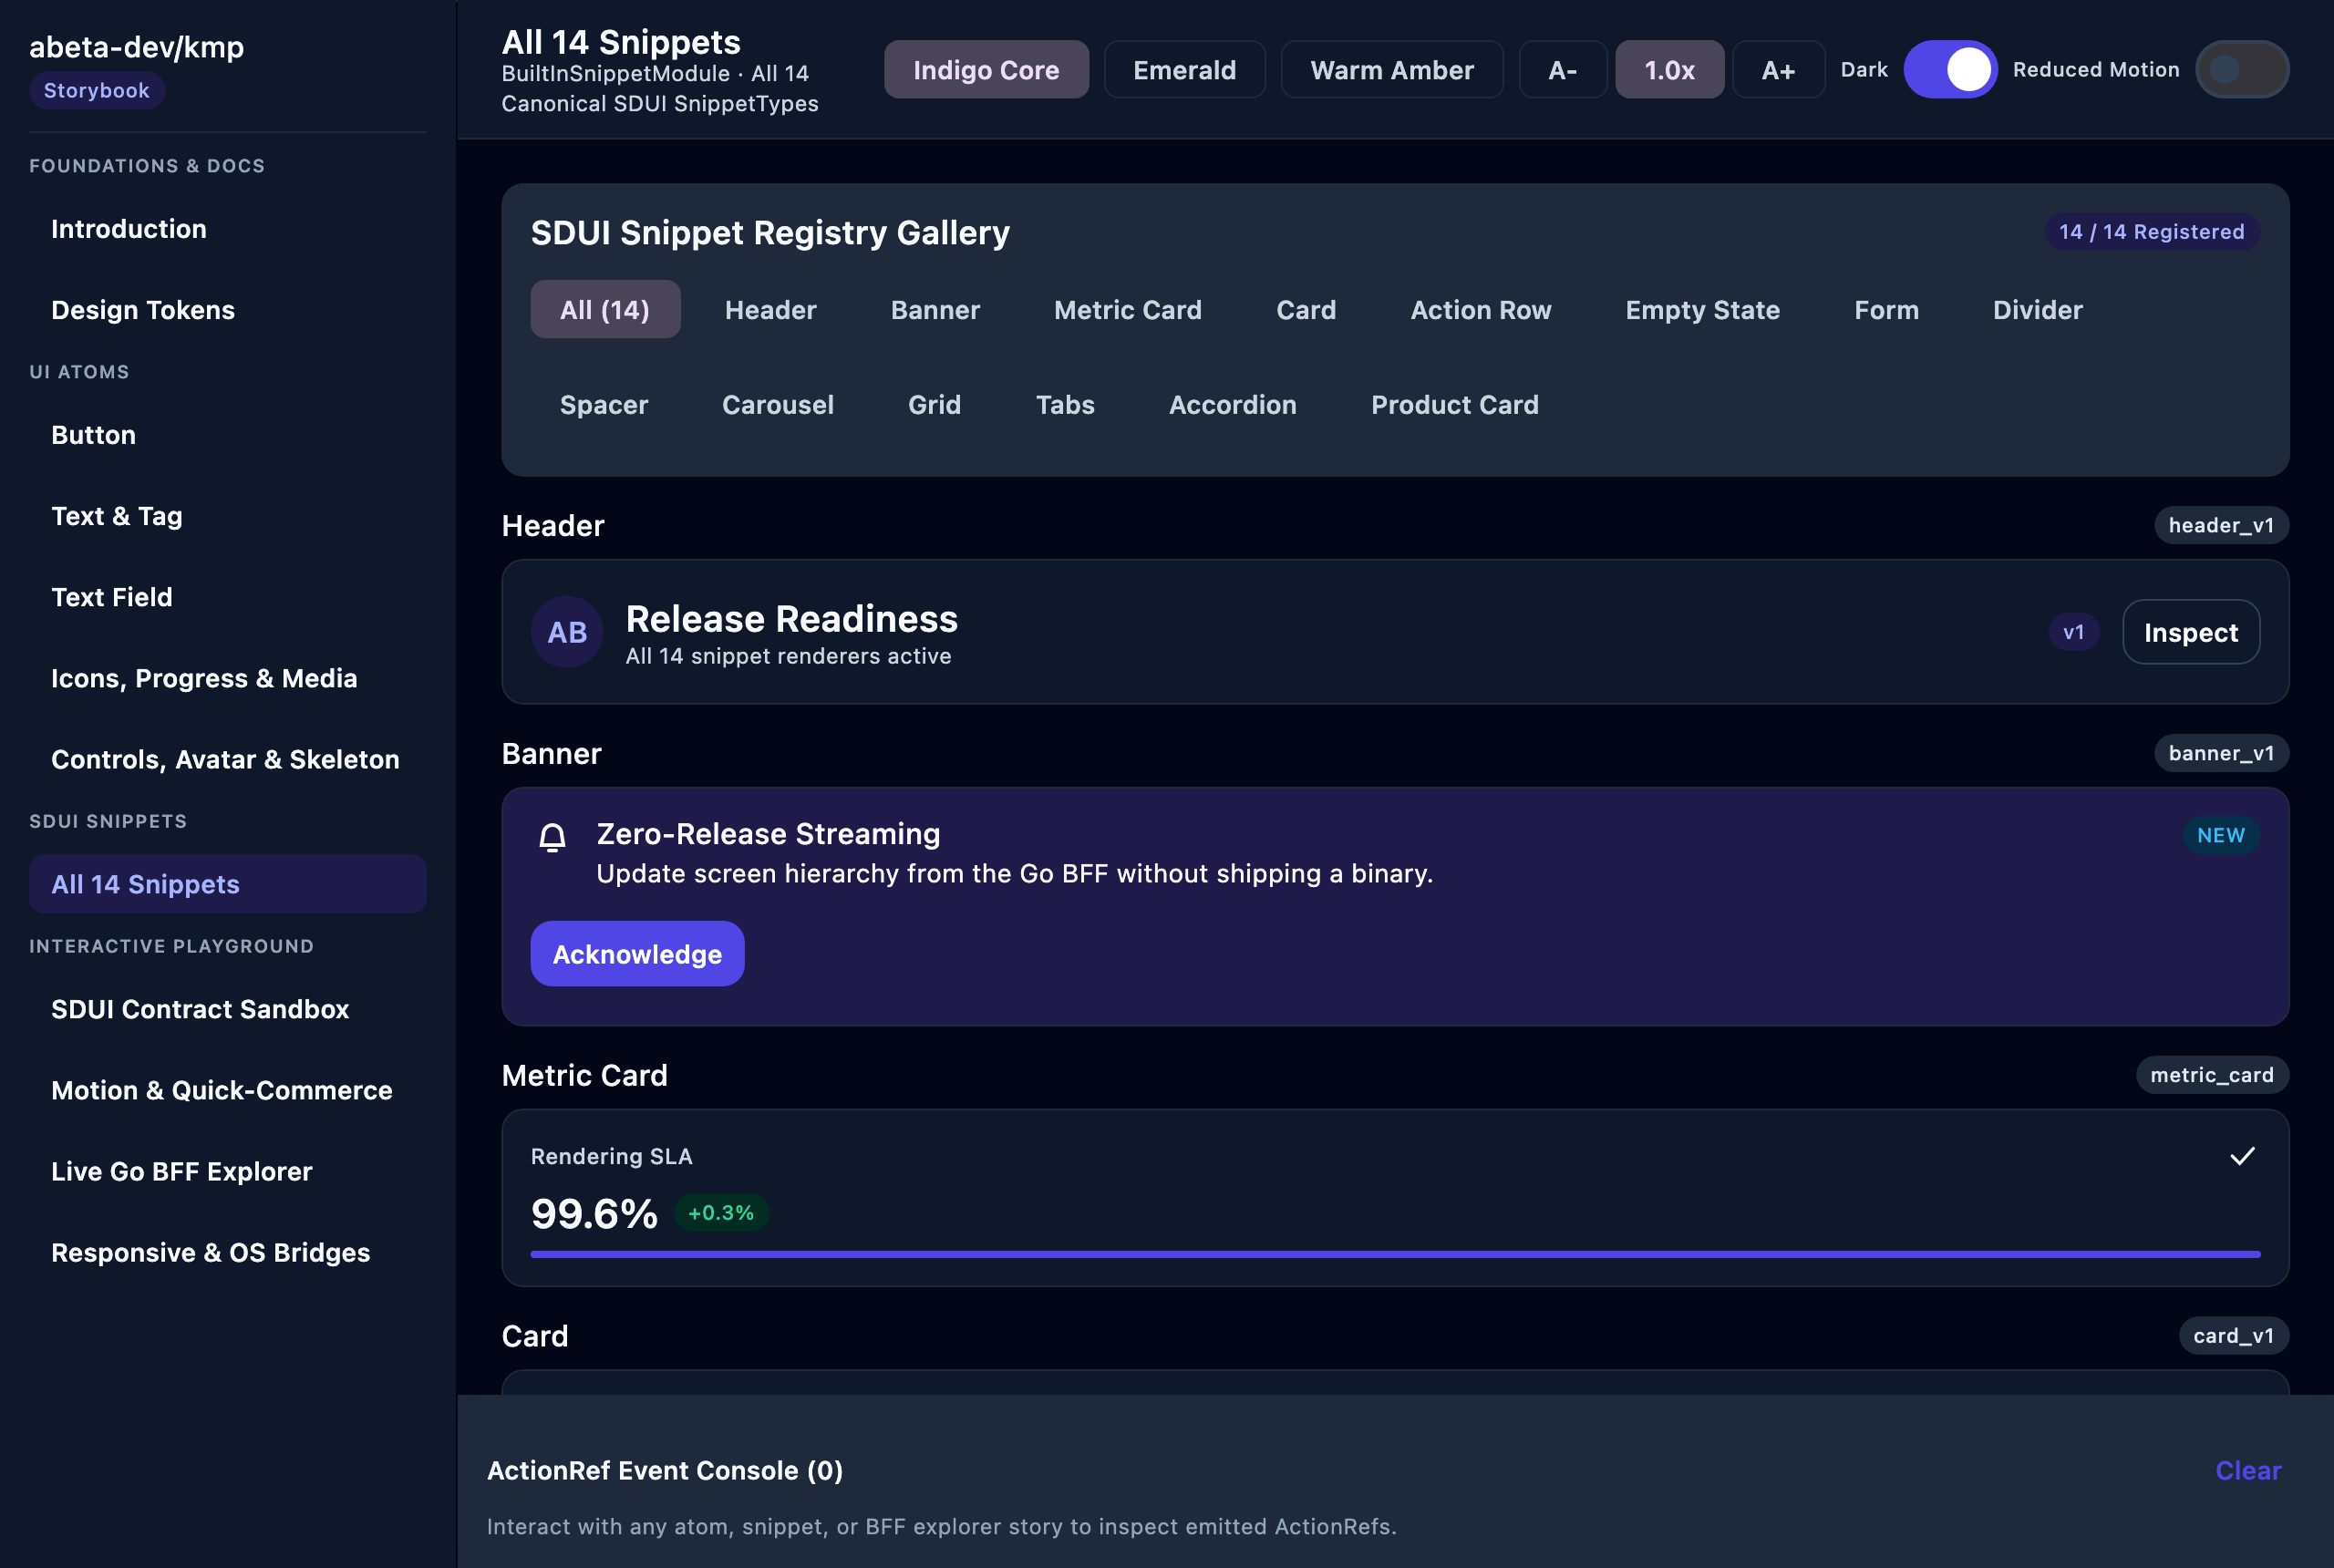 abeta-dev/kmp
Storybook
FOUNDATIONS & DOCS
Introduction
Design Tokens
UI ATOMS
Button
Text & Tag
Text Field
Icons, Progress & Media
Controls, Avatar & Skeleton
SDUI SNIPPETS
All 14 Snippets
INTERACTIVE PLAYGROUND
SDUI Contract Sandbox
Motion & Quick-Commerce
Live Go BFF Explorer
Responsive & OS Bridges
All 14 Snippets
BuiltInSnippetModule · All 14
Canonical SDUI SnippetTypes
Indigo Core Emerald Warm Amber A- 1.0x A+ Dark Reduced Motion
SDUI Snippet Registry Gallery 14 / 14 Registered
All (14) Header Banner Metric Card Card Action Row Empty State Form Divider
Spacer Carousel Grid Tabs Accordion Product Card
Header header_v1
AB Release Readiness v1 Inspect
All 14 snippet renderers active
Banner banner_v1
Zero-Release Streaming NEW
Update screen hierarchy from the Go BFF without shipping a binary.
Acknowledge
Metric Card metric_card
Rendering SLA
99.6% +0.3%
Card card_v1
ActionRef Event Console (0) Clear
Interact with any atom, snippet, or BFF explorer story to inspect emitted ActionRefs.